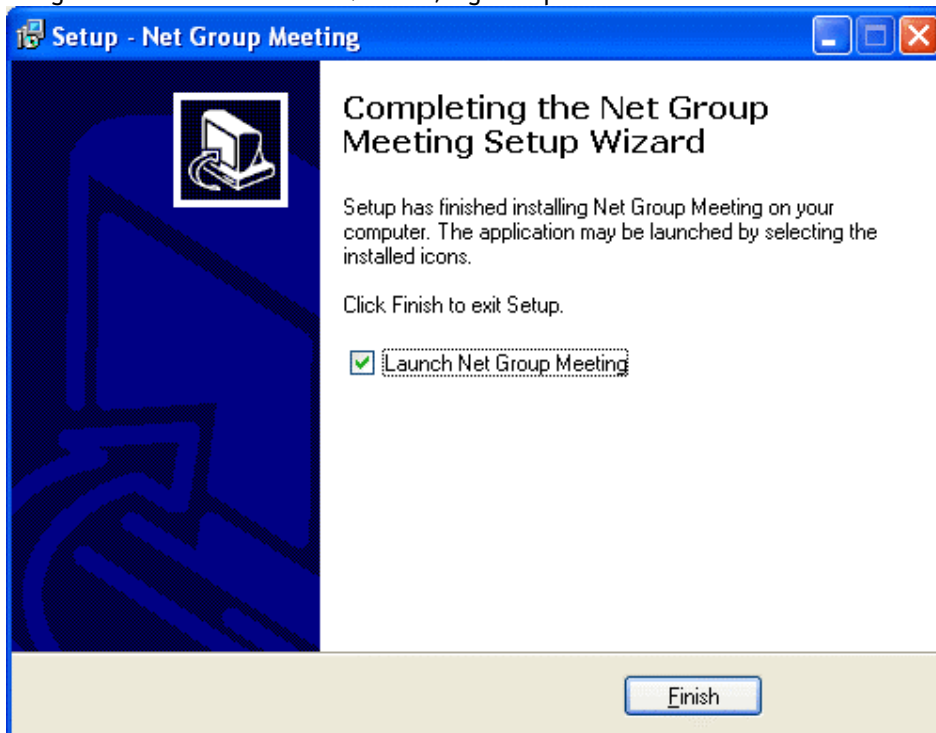 Setup - Net Group Meeting
Completing the Net Group
Meeting Setup Wizard
Setup has finished installing Net Group Meeting on your
computer. The application may be launched by selecting the
installed icons.
Click Finish to exit Setup.
Launch Net Group Meeting
Finish